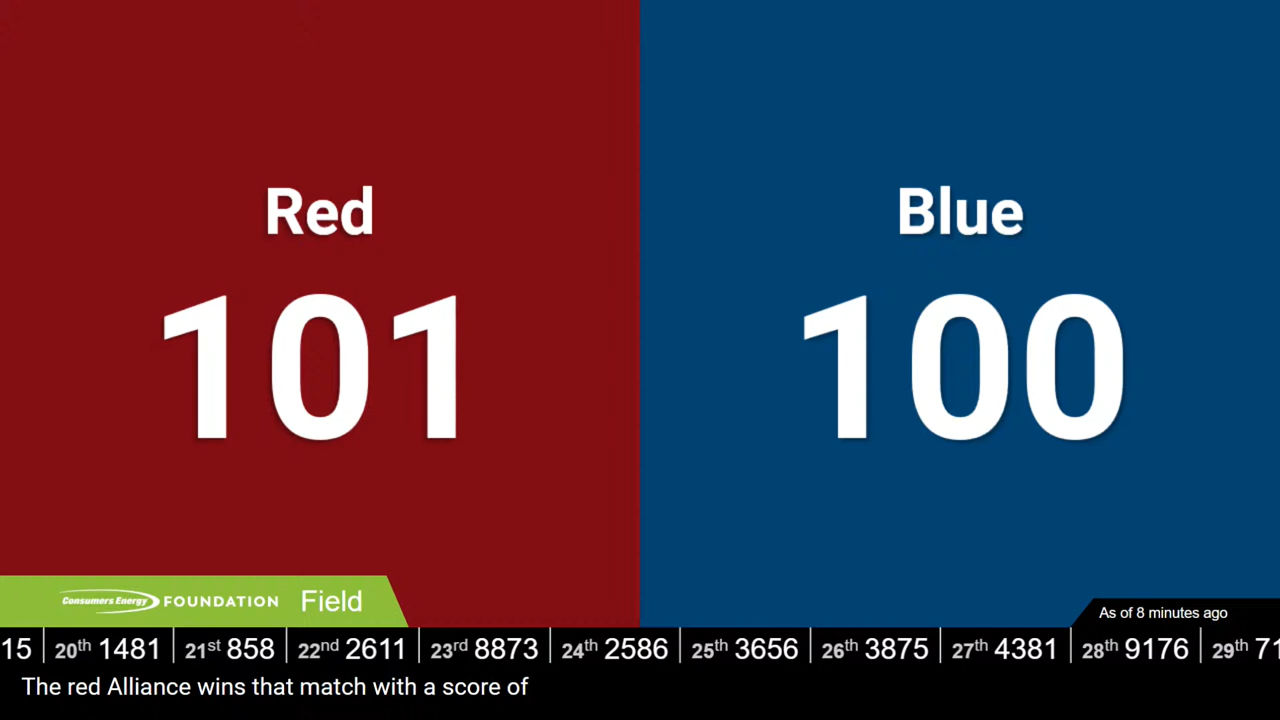 Red
Blue
101
100
Consumers Energy FOUNDATION Field
As of 8 minutes ago
15 20th 1481 21st 858 22nd 2611 23rd 8873 24th 2586 25th 3656 26th 3875 27th 4381 28th 9176 29th 71
The red Alliance wins that match with a score of